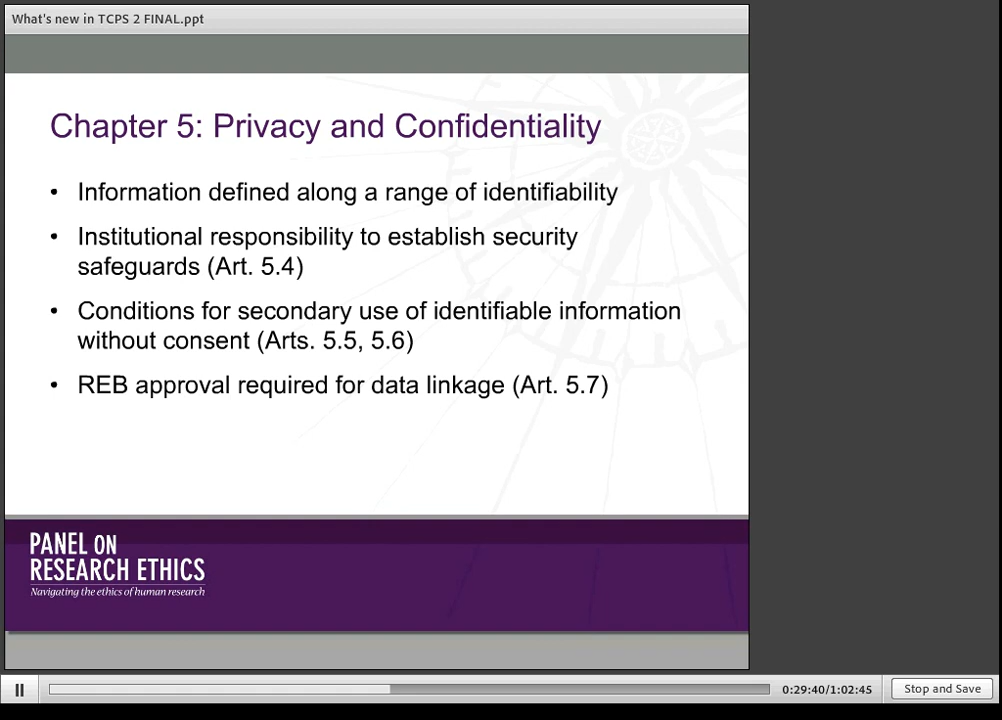 What's new in TCPS 2 FINAL.ppt
Chapter 5: Privacy and Confidentiality
• Information defined along a range of identifiability
• Institutional responsibility to establish security
safeguards (Art. 5.4)
• Conditions for secondary use of identifiable information
without consent (Arts. 5.5, 5.6)
• REB approval required for data linkage (Art. 5.7)
PANEL ON
RESEARCH ETHICS
Navigating the ethics of human research
0:29:40/1:02:45
Stop and Save